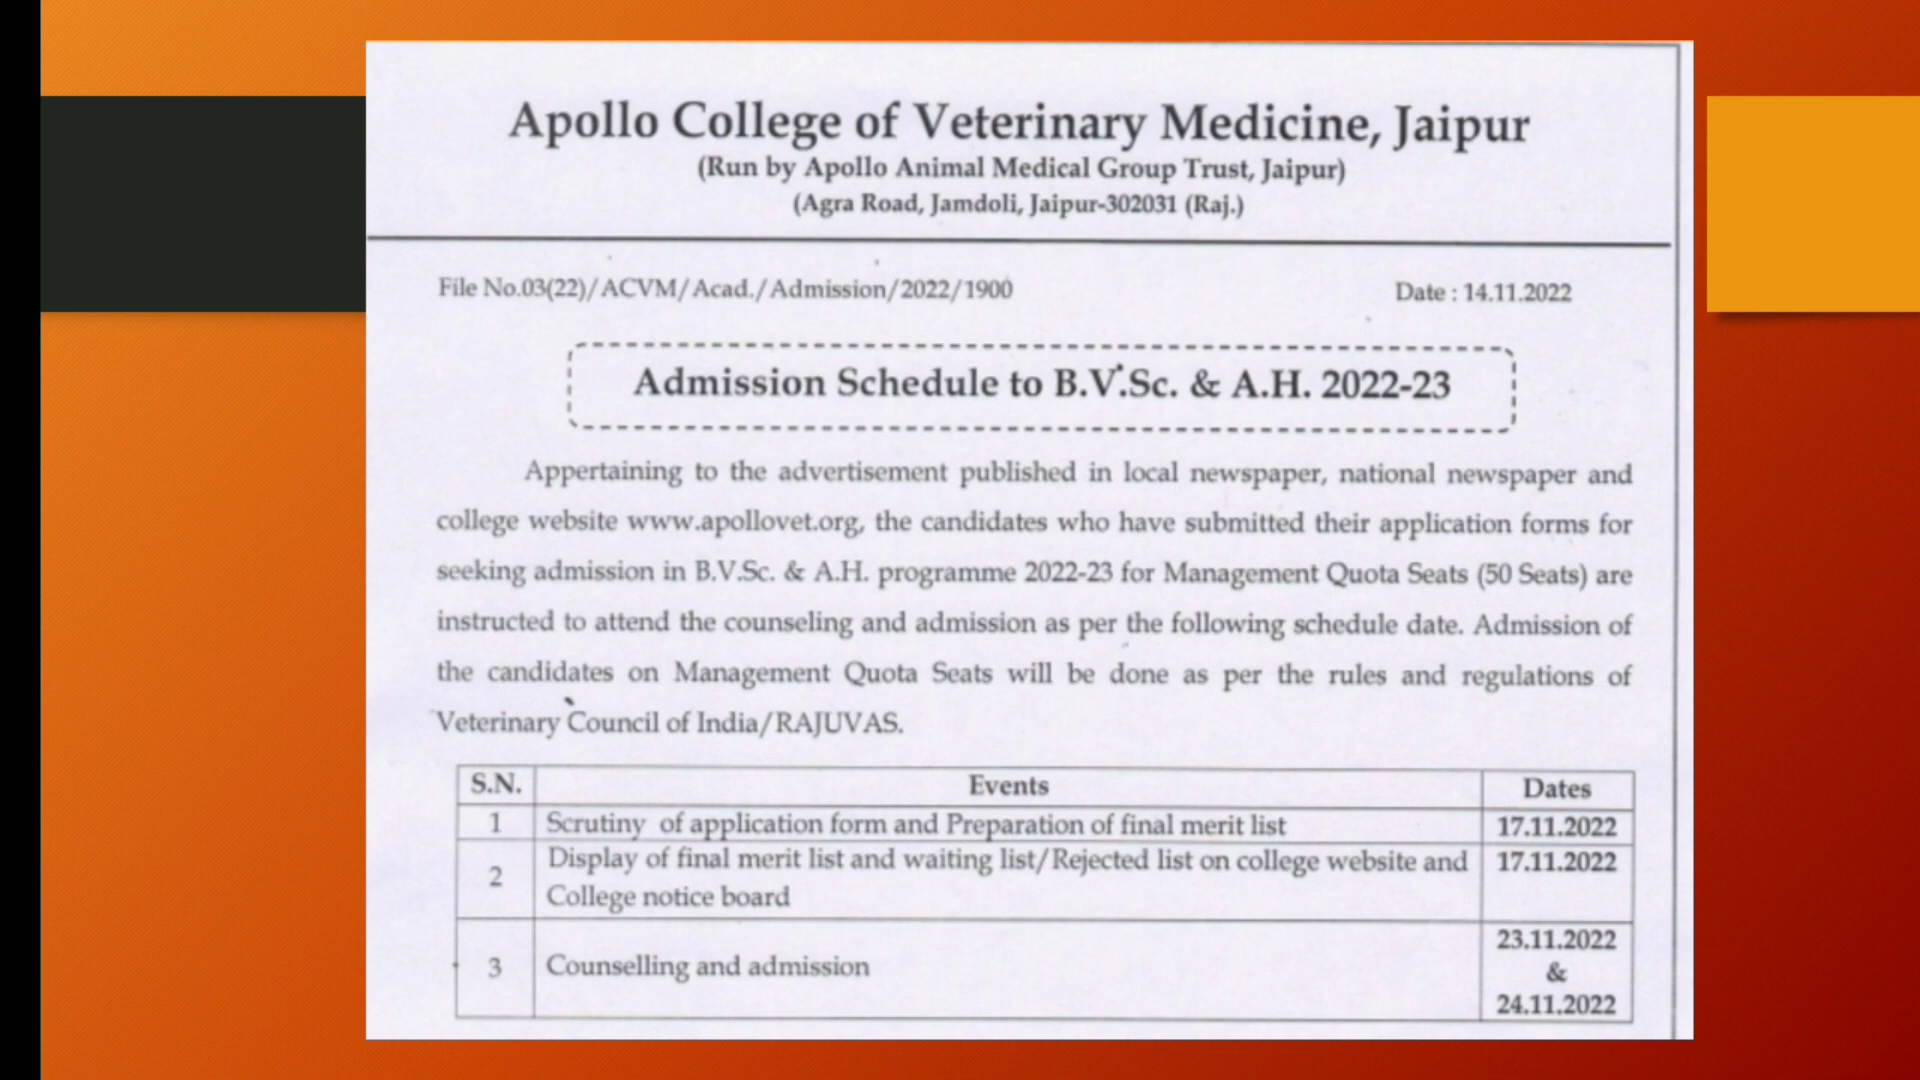 Apollo College of Veterinary Medicine, Jaipur
(Run by Apollo Animal Medical Group Trust, Jaipur)
(Agra Road, Jamdoli, Jaipur-302031 (Raj.)
File No.03(22)/ACVM/Acad./Admission/2022/1900 Date : 14.11.2022
Admission Schedule to B.V.Sc. & A.H. 2022-23
Appertaining to the advertisement published in local newspaper, national newspaper and
college website www.apollovet.org, the candidates who have submitted their application forms for
seeking admission in B.V.Sc. & A.H. programme 2022-23 for Management Quota Seats (50 Seats) are
instructed to attend the counseling and admission as per the following schedule date. Admission of
the candidates on Management Quota Seats will be done as per the rules and regulations of
Veterinary Council of India/RAJUVAS.
S.N. Events Dates
1 Scrutiny of application form and Preparation of final merit list 17.11.2022
2 Display of final merit list and waiting list/Rejected list on college website and 17.11.2022
College notice board
3 Counselling and admission 23.11.2022
&
24.11.2022